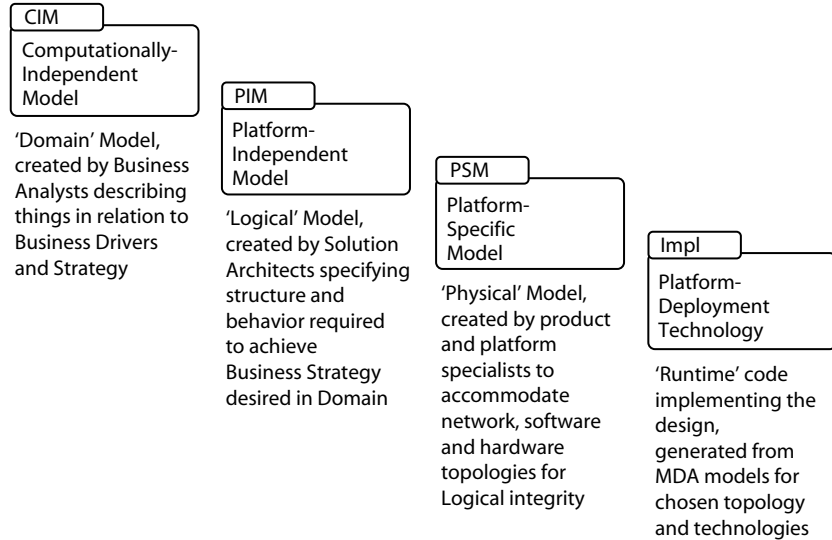 CIM
Computationally-
Independent
Model
‘Domain’ Model,
created by Business
Analysts describing
things in relation to
Business Drivers
and Strategy
PIM
Platform-
Independent
Model
‘Logical’ Model,
created by Solution
Architects specifying
structure and
behavior required
to achieve
Business Strategy
desired in Domain
PSM
Platform-
Specific
Model
‘Physical’ Model,
created by product
and platform
specialists to
accommodate
network, software
and hardware
topologies for
Logical integrity
Impl
Platform-
Deployment
Technology
‘Runtime’ code
implementing the
design,
generated from
MDA models for
chosen topology
and technologies